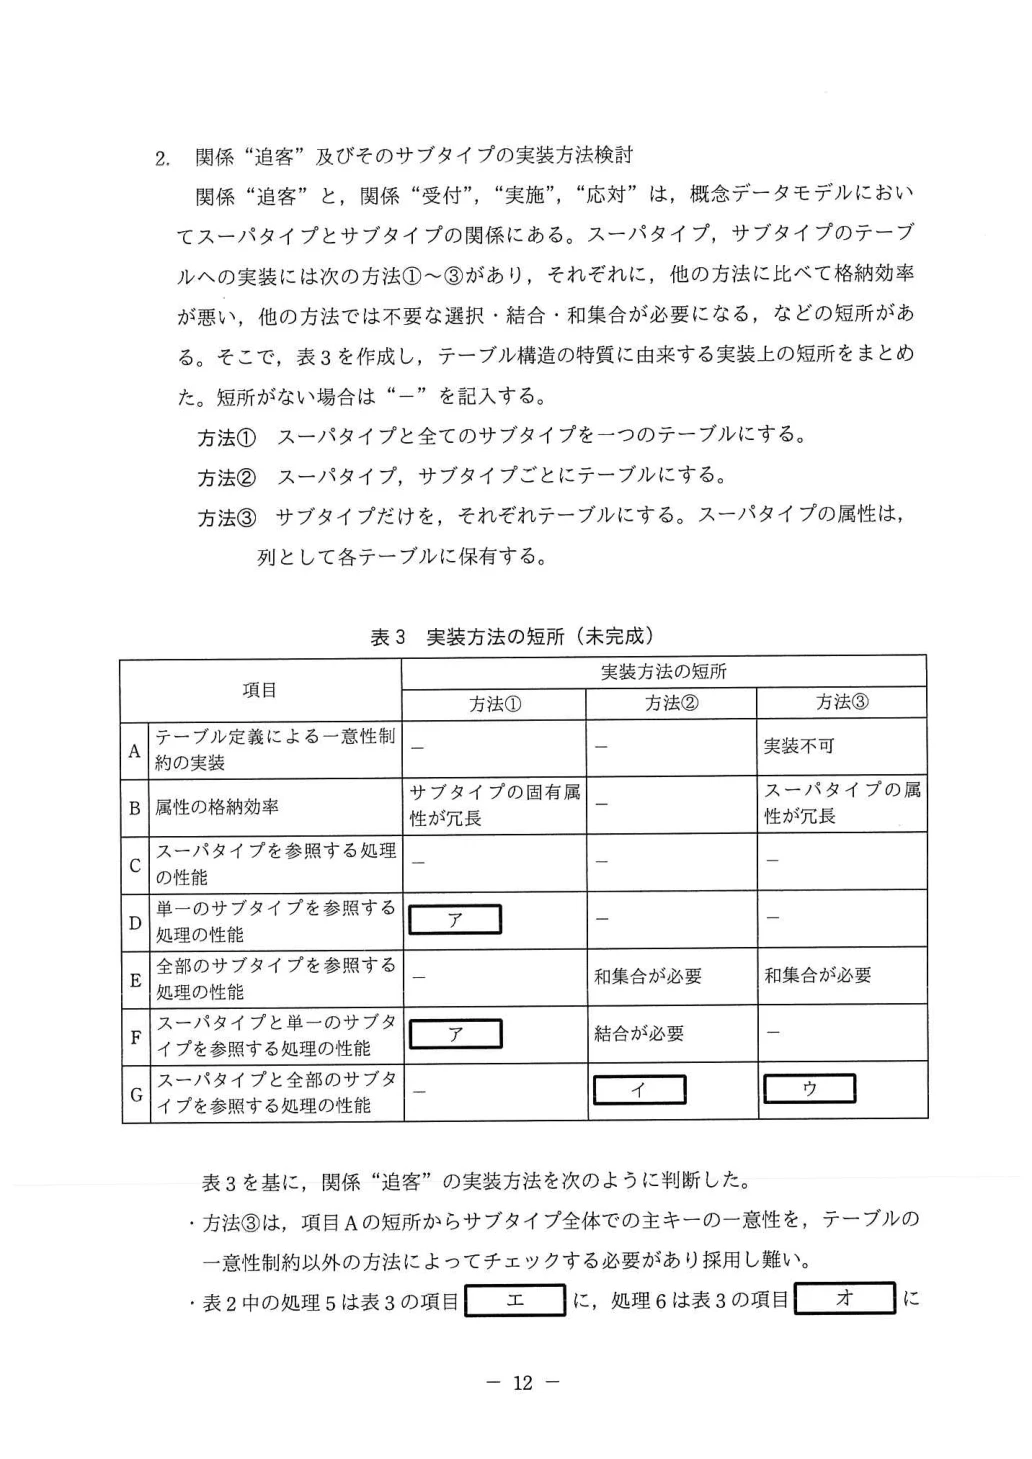 2. 関係“追客”及びそのサブタイプの実装方法検討
関係“追客”と，関係“受付”，“実施”，“応対”は，概念データモデルにおい
てスーパタイプとサブタイプの関係にある。スーパタイプ，サブタイプのテーブ
ルへの実装には次の方法①～③があり，それぞれに，他の方法に比べて格納効率
が悪い，他の方法では不要な選択・結合・和集合が必要になる，などの短所があ
る。そこで，表3を作成し，テーブル構造の特質に由来する実装上の短所をまとめ
た。短所がない場合は“－”を記入する。
方法① スーパタイプと全てのサブタイプを一つのテーブルにする。
方法② スーパタイプ，サブタイプごとにテーブルにする。
方法③ サブタイプだけを，それぞれテーブルにする。スーパタイプの属性は，
列として各テーブルに保有する。
表3 実装方法の短所（未完成）
項目
実装方法の短所
方法① 方法② 方法③
A テーブル定義による一意性制
約の実装
－ － 実装不可
B 属性の格納効率
サブタイプの固有属
性が冗長
－
スーパタイプの属
性が冗長
C スーパタイプを参照する処理
の性能
－ － －
D 単一のサブタイプを参照する
処理の性能
ア － －
E 全部のサブタイプを参照する
処理の性能
－ 和集合が必要 和集合が必要
F スーパタイプと単一のサブタ
イプを参照する処理の性能
ア 結合が必要 －
G スーパタイプと全部のサブタ
イプを参照する処理の性能
－ イ ウ
表3を基に，関係“追客”の実装方法を次のように判断した。
・方法③は，項目Aの短所からサブタイプ全体での主キーの一意性を，テーブルの
一意性制約以外の方法によってチェックする必要があり採用し難い。
・表2中の処理5は表3の項目 エ に，処理6は表3の項目 オ に
－ 12 －